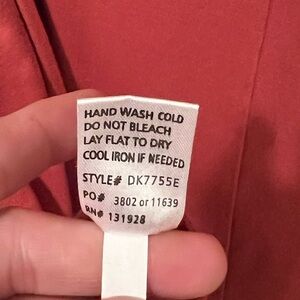 HAND WASH COLD
DO NOT BLEACH
LAY FLAT TO DRY
COOL IRON IF NEEDED
STYLE# DK7755E
PO# 3802 or 11639
RN# 131928